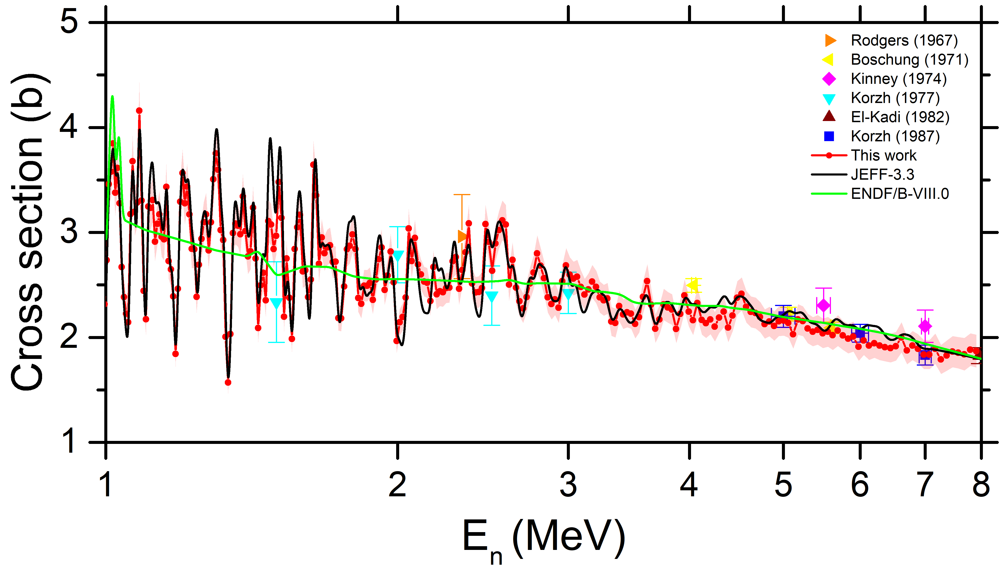 Cross section (b)
5
4
3
2
1
Rodgers (1967)
Boschung (1971)
Kinney (1974)
Korzh (1977)
El-Kadi (1982)
Korzh (1987)
This work
JEFF-3.3
ENDF/B-VIII.0
1 2 3 4 5 6 7 8
En (MeV)